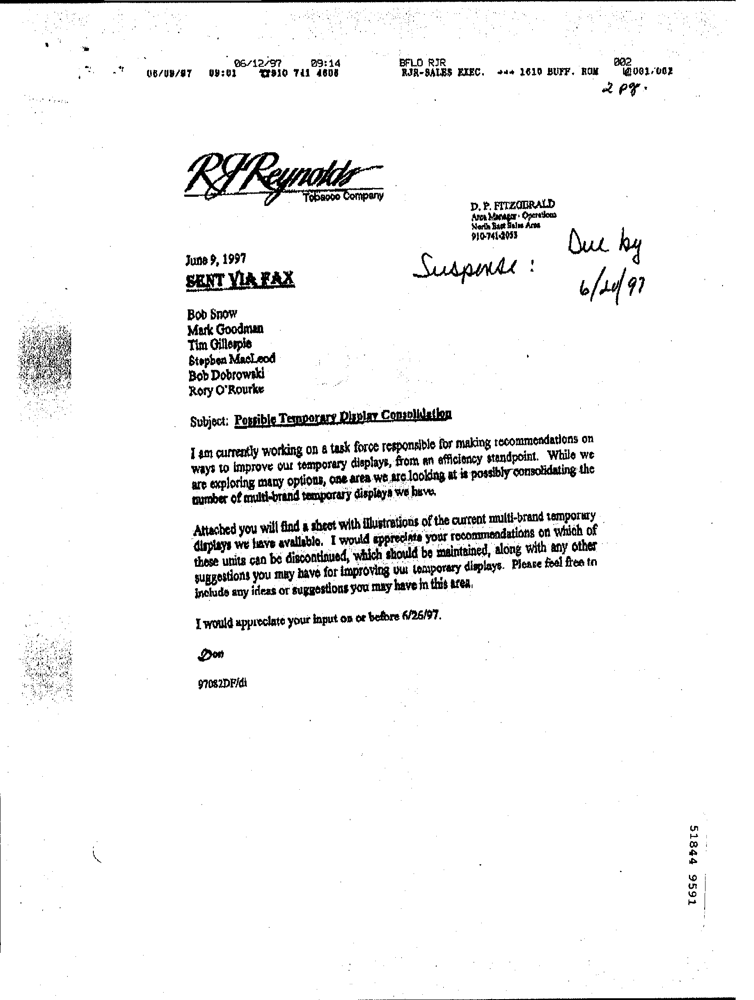 06/12/97 09:14 BFLO RJR 002
06/09/97 09:01 ☎910 741 4608 RJR-SALES EXEC. →→→ 1610 BUFF. ROM 001/002
2 pg.
RJReynolds
Tobacco Company
D. P. FITZGERALD
Area Manager - Operations
North East Sales Area
910-741-2053
June 9, 1997
SENT VIA FAX
Suspense : Due by
6/20/97
Bob Snow
Mark Goodman
Tim Gillespie
Stephen MacLeod
Bob Dobrowski
Rory O'Rourke
Subject: Possible Temporary Display Consolidation
I am currently working on a task force responsible for making recommendations on
ways to improve our temporary displays, from an efficiency standpoint. While we
are exploring many options, one area we are looking at is possibly consolidating the
number of multi-brand temporary displays we have.
Attached you will find a sheet with illustrations of the current multi-brand temporary
displays we have available. I would appreciate your recommendations on which of
these units can be discontinued, which should be maintained, along with any other
suggestions you may have for improving our temporary displays. Please feel free to
include any ideas or suggestions you may have in this area.
I would appreciate your input on or before 6/26/97.
Don
97082DF/di
51844 9591